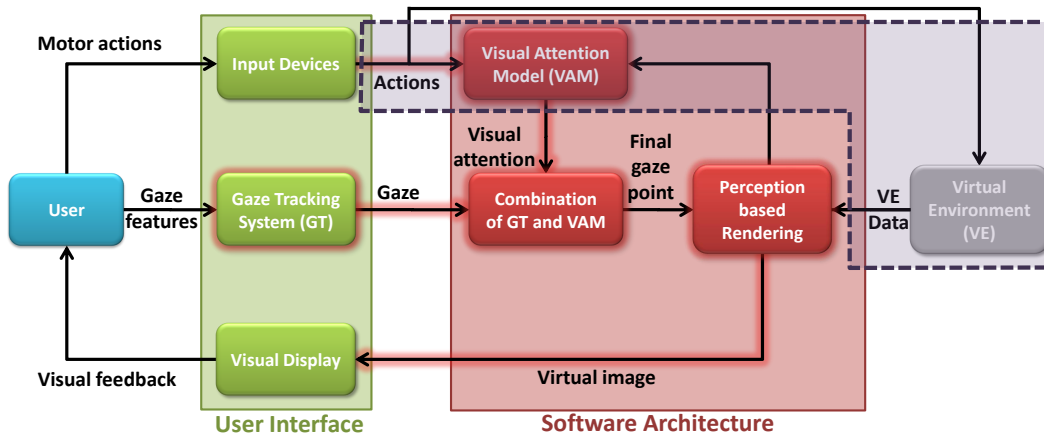 Motor actions
Input Devices
Actions
Visual Attention
Model (VAM)
Visual
attention
Final
gaze
point
User
Gaze
features
Gaze Tracking
System (GT)
Gaze
Combination
of GT and VAM
Perception
based
Rendering
VE
Data
Virtual
Environment
(VE)
Visual feedback
Visual Display
Virtual image
User Interface
Software Architecture